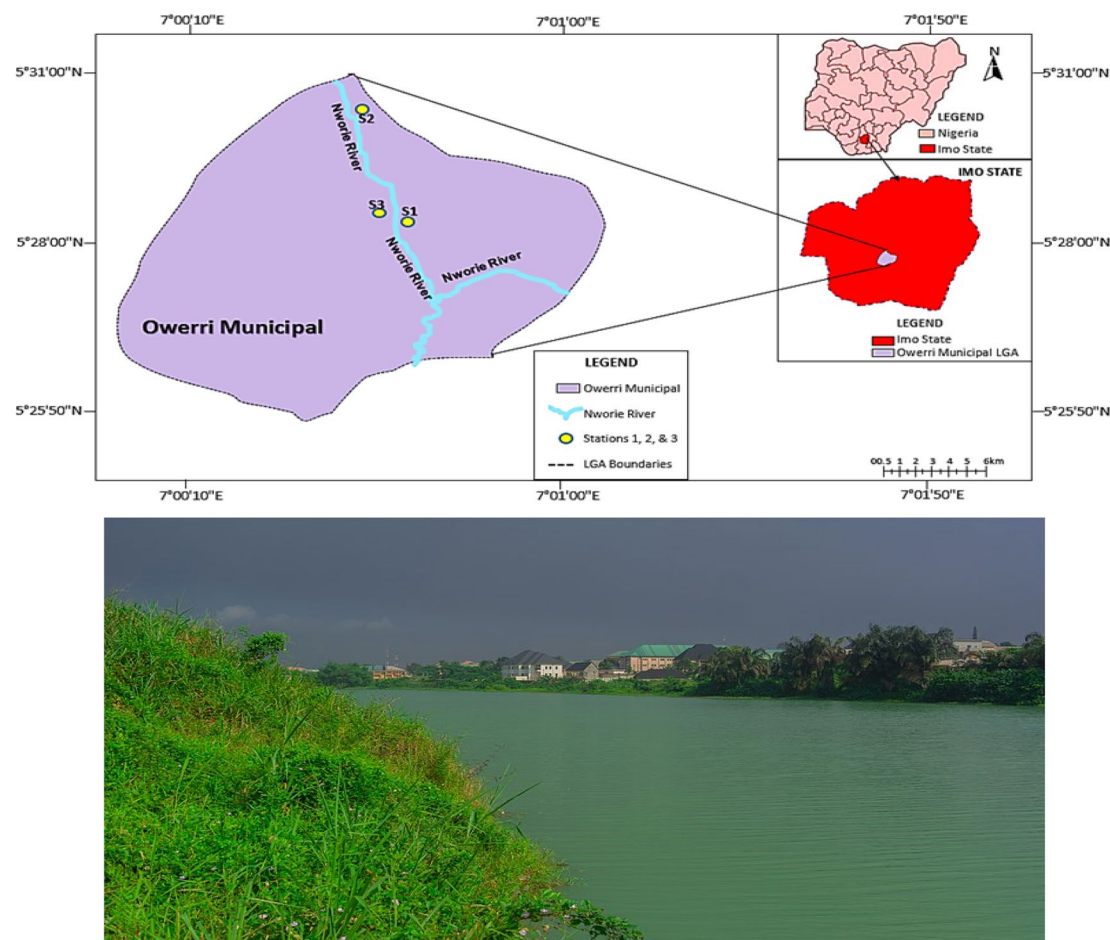 7°00'10"E
7°01'00"E
7°01'50"E
5°31'00"N
5°31'00"N
N
LEGEND
Nigeria
Imo State
S2
Nworie River
IMO STATE
S3
S1
5°28'00"N
5°28'00"N
Nworie River
Nworie River
Owerri Municipal
LEGEND
Imo State
Owerri Municipal LGA
LEGEND
Owerri Municipal
Nworie River
Stations 1, 2, & 3
LGA Boundaries
5°25'50"N
5°25'50"N
00.5 1 2 3 4 5 6km
7°00'10"E
7°01'00"E
7°01'50"E